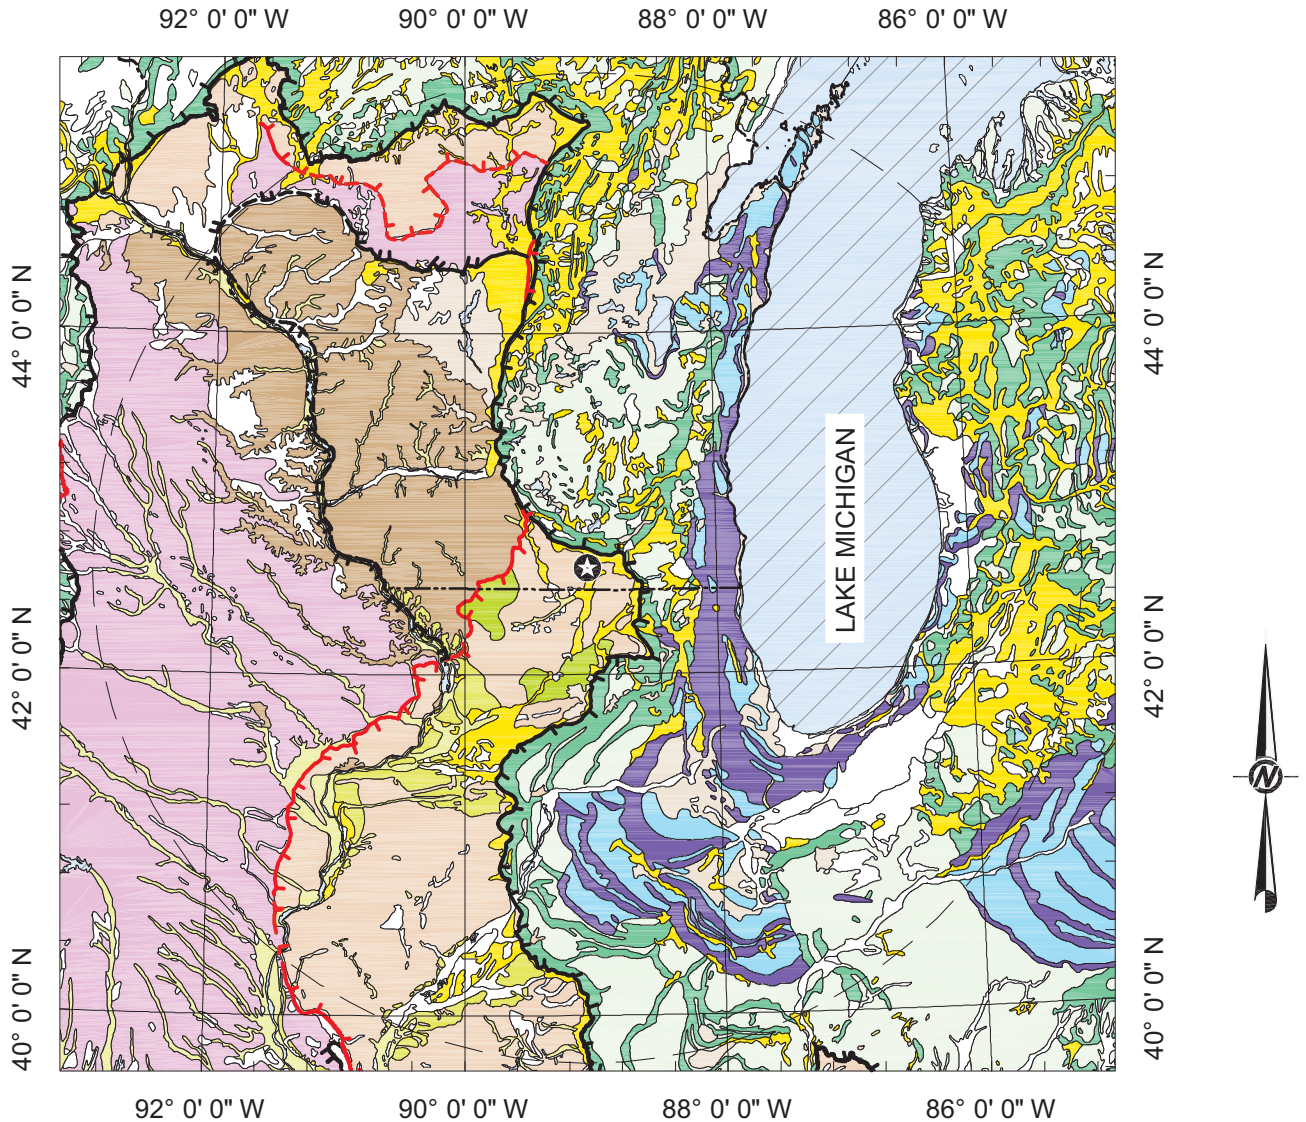 92° 0' 0" W
90° 0' 0" W
88° 0' 0" W
86° 0' 0" W
44° 0' 0" N
44° 0' 0" N
LAKE MICHIGAN
42° 0' 0" N
42° 0' 0" N
N
40° 0' 0" N
40° 0' 0" N
92° 0' 0" W
90° 0' 0" W
88° 0' 0" W
86° 0' 0" W